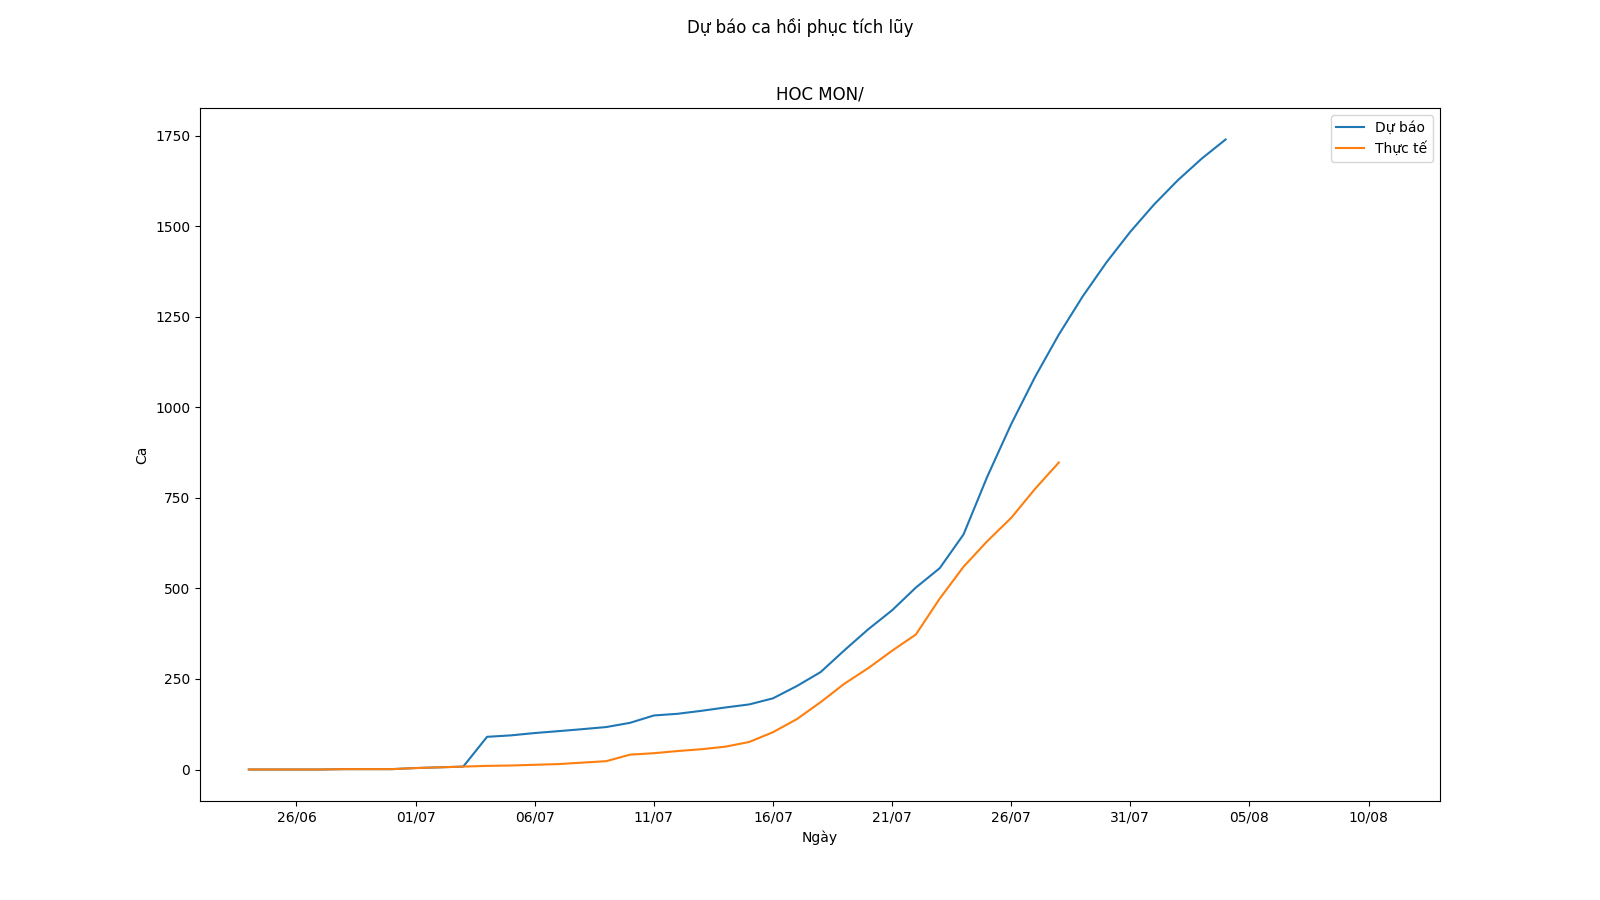 Dự báo ca hồi phục tích lũy
HOC MON/
Dự báo
Thực tế
1750
1500
1250
1000
750
500
250
0
Ca
26/06 01/07 06/07 11/07 16/07 21/07 26/07 31/07 05/08 10/08
Ngày